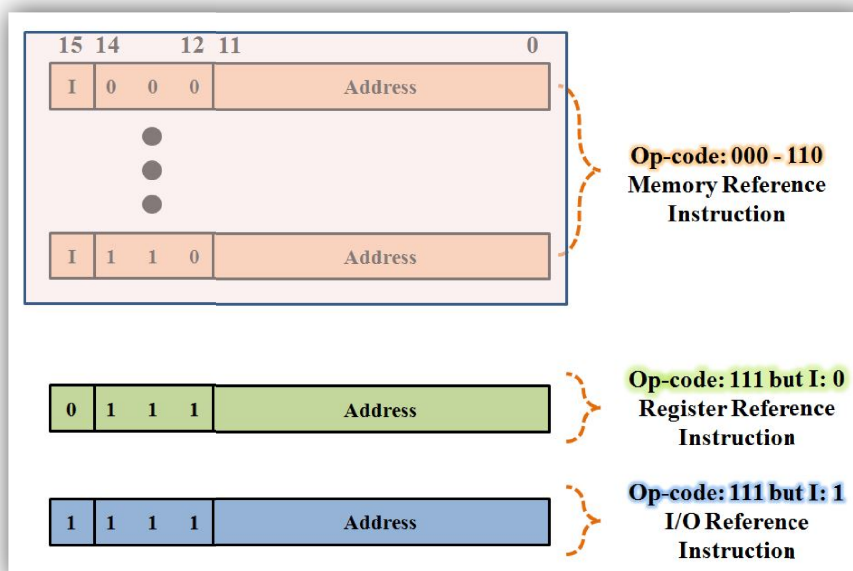 15 14 12 11 0
I 0 0 0 Address
Op-code: 000 - 110
Memory Reference
Instruction
I 1 1 0 Address
Op-code: 111 but I: 0
0 1 1 1 Address
Register Reference
Instruction
Op-code: 111 but I: 1
1 1 1 1 Address
I/O Reference
Instruction